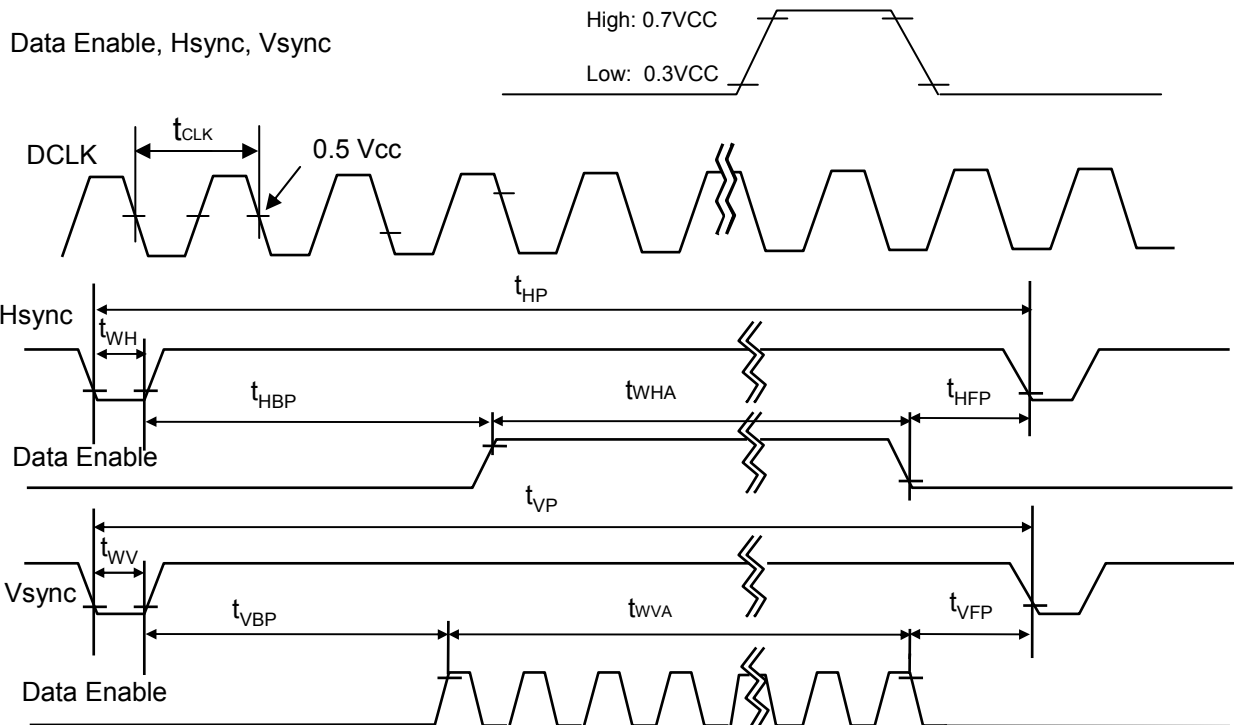 High: 0.7VCC
Data Enable, Hsync, Vsync
Low: 0.3VCC
tCLK
DCLK
0.5 Vcc
tHP
Hsync
tWH
tHBP
tWHA
tHFP
Data Enable
tVP
tWV
Vsync
tVBP
tWVA
tVFP
Data Enable